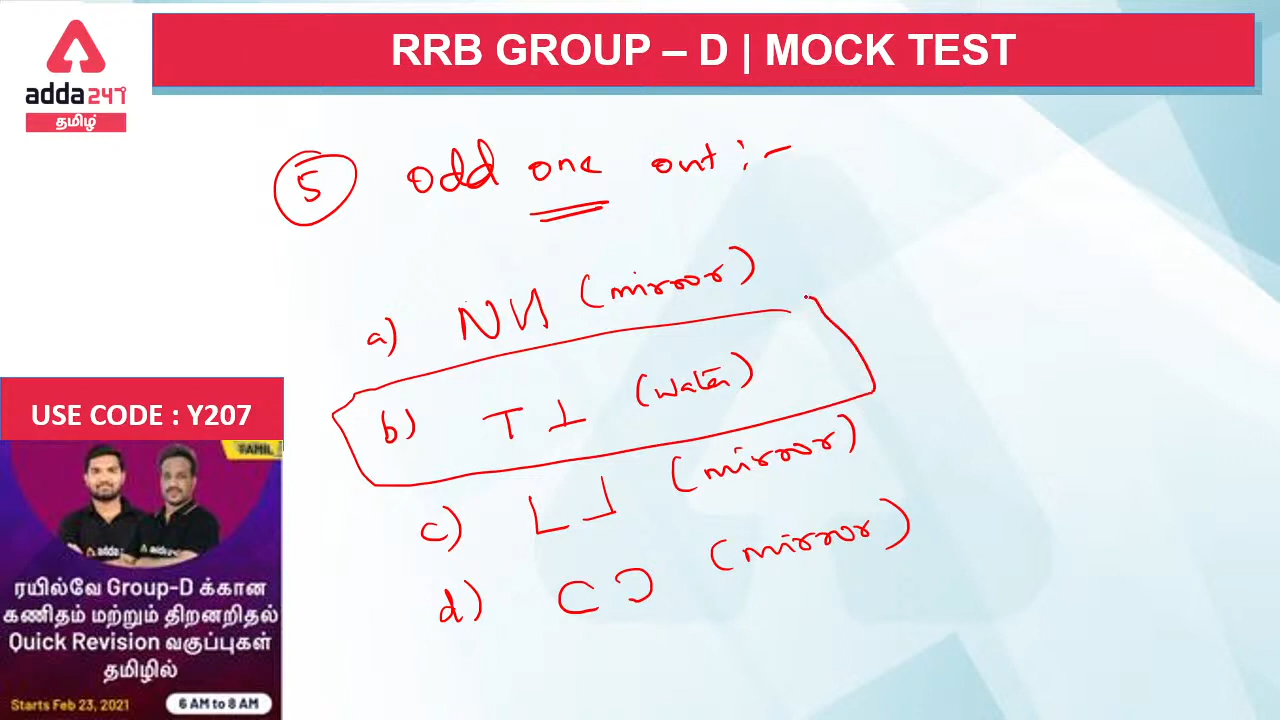 RRB GROUP – D | MOCK TEST
adda247
தமிழ்
5 odd one out :-
a) NИ (mirror)
b) T⊥ (water)
c) L⅃ (mirror)
d) CƆ (mirror)
USE CODE : Y207
TAMIL
ரயில்வே Group-D க்கான
கணிதம் மற்றும் திறனறிதல்
Quick Revision வகுப்புகள்
தமிழில்
Starts Feb 23, 2021
6 AM to 8 AM